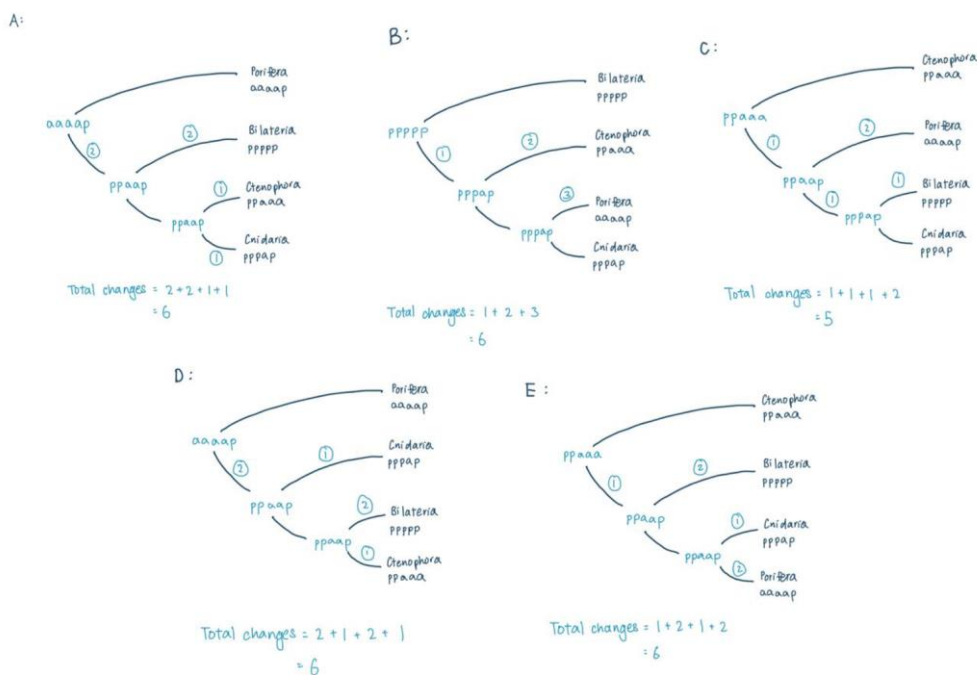 A:
Porifera
aaaap
aaaap
②
Bilateria
ppppp
②
ppaap
①
Ctenophora
ppaaa
ppaap
①
Cnidaria
pppap
Total changes = 2+2+1+1
= 6
B:
Bilateria
ppppp
ppppp
①
②
Ctenophora
ppaaa
pppap
③
Porifera
aaaap
pppap
Cnidaria
pppap
Total changes = 1 + 2 + 3
= 6
C:
Ctenophora
ppaaa
ppaaa
①
②
Porifera
aaaap
ppaap
①
①
Bilateria
ppppp
pppap
Cnidaria
pppap
Total changes = 1 + 1 + 1 + 2
= 5
D:
Porifera
aaaap
aaaap
②
①
Cnidaria
pppap
ppaap
②
Bilateria
ppppp
ppaap
①
Ctenophora
ppaaa
Total changes = 2 + 1 + 2 + 1
= 6
E:
Ctenophora
ppaaa
ppaaa
①
②
Bilateria
ppppp
ppaap
①
Cnidaria
pppap
ppaap
②
Porifera
aaaap
Total changes = 1 + 2 + 1 + 2
= 6